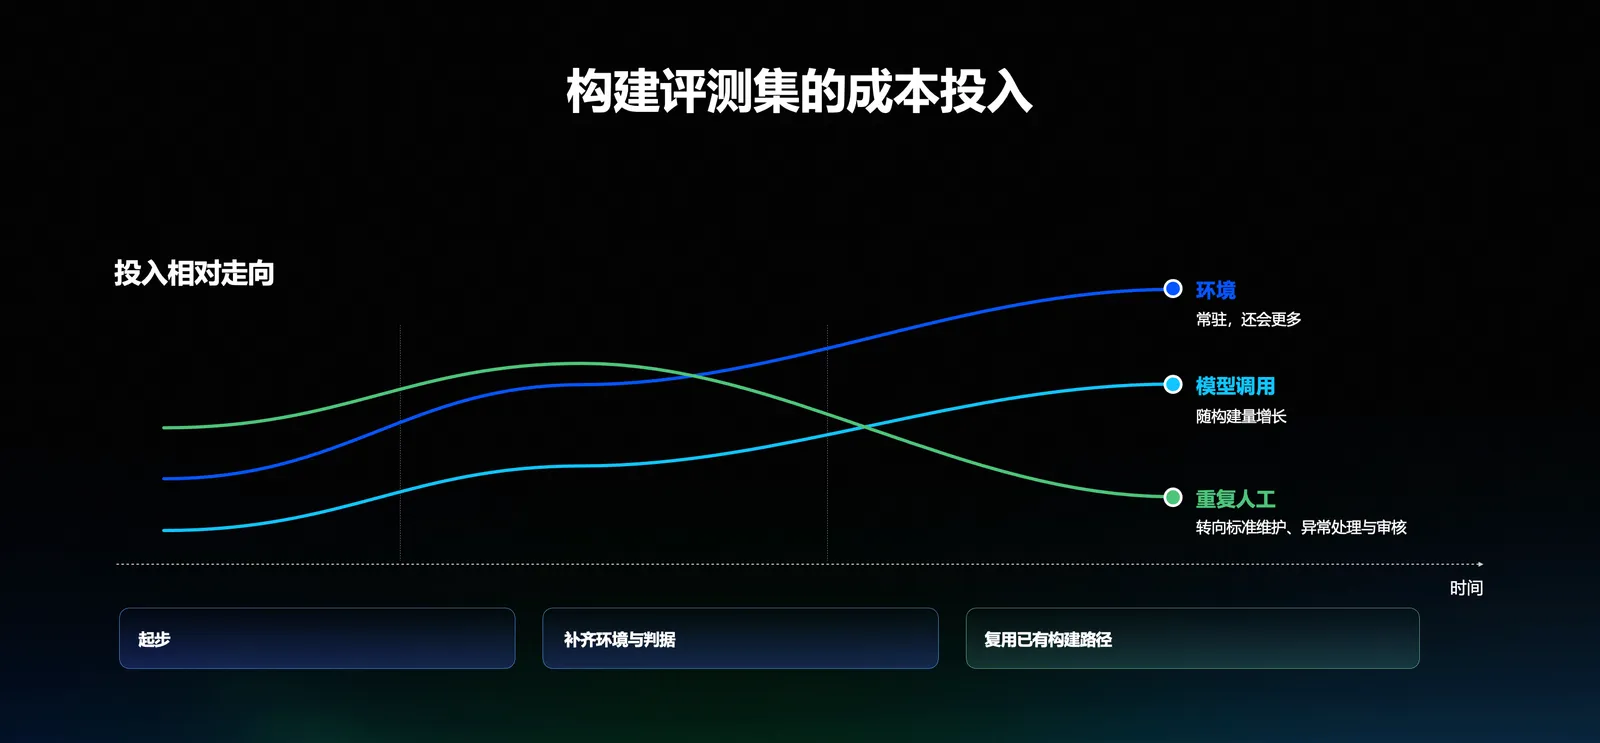 构建评测集的成本投入
投入相对走向
环境
常驻，还会更多
模型调用
随构建量增长
重复人工
转向标准维护、异常处理与审核
时间
起步
补齐环境与判据
复用已有构建路径